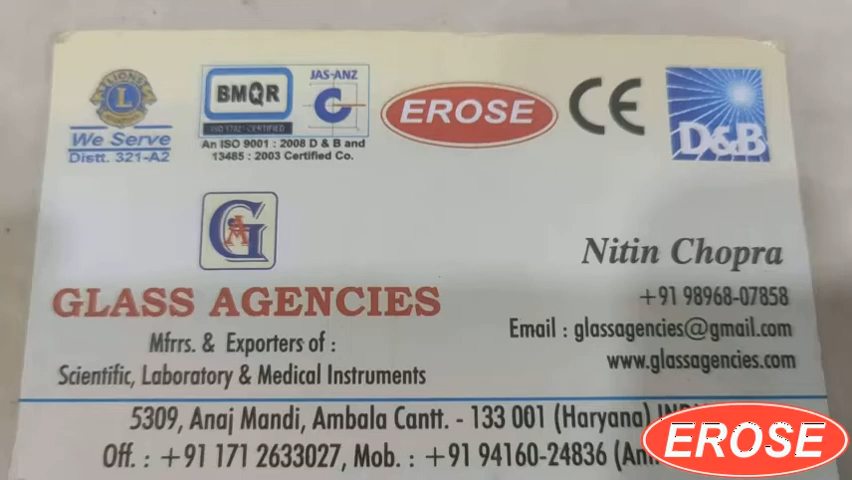 LIONS
L
We Serve
Distt. 321-A2
BMQR
JAS-ANZ
C
An ISO 9001 : 2008 D & B and
13485 : 2003 Certified Co.
EROSE
CE
D&B
G
GLASS AGENCIES
Mfrrs. & Exporters of :
Scientific, Laboratory & Medical Instruments
Nitin Chopra
+91 98968-07858
Email : glassagencies@gmail.com
www.glassagencies.com
5309, Anaj Mandi, Ambala Cantt. - 133 001 (Haryana)
Off. : +91 171 2633027, Mob. : +91 94160-24836
EROSE